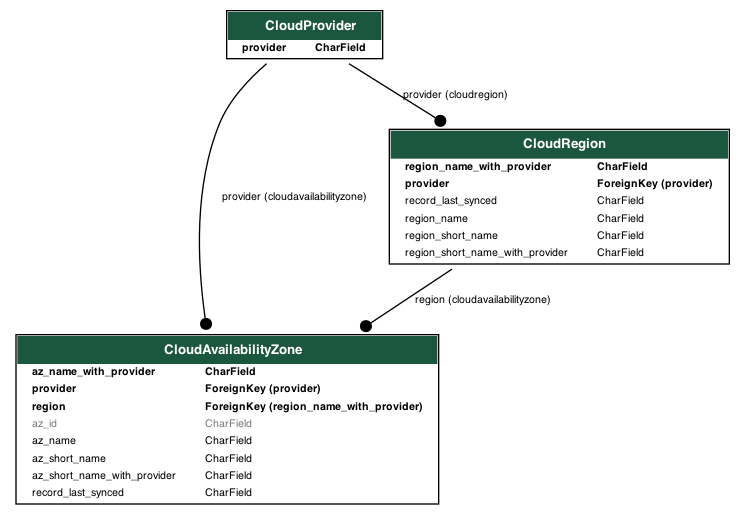 CloudProvider
provider CharField
provider (cloudregion)
CloudRegion
region_name_with_provider CharField
provider ForeignKey (provider)
record_last_synced CharField
region_name CharField
region_short_name CharField
region_short_name_with_provider CharField
provider (cloudavailabilityzone)
region (cloudavailabilityzone)
CloudAvailabilityZone
az_name_with_provider CharField
provider ForeignKey (provider)
region ForeignKey (region_name_with_provider)
az_id CharField
az_name CharField
az_short_name CharField
az_short_name_with_provider CharField
record_last_synced CharField